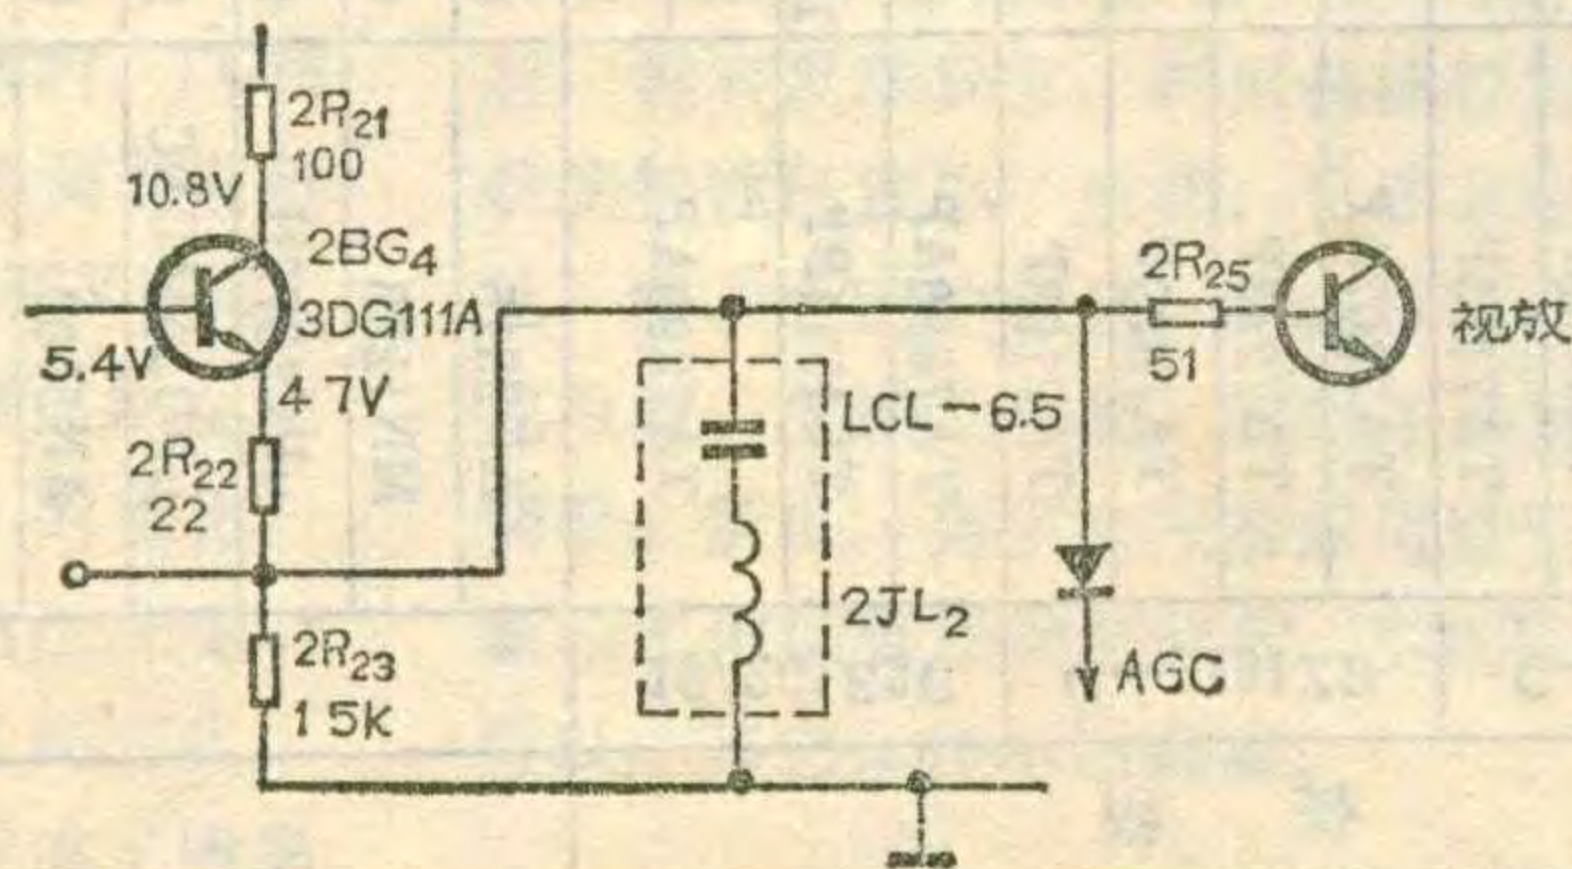 2R21
100
10.8V
2BG4
3DG111A
5.4V
4 7V
2R22
22
2R23
1 5K
LCL-6.5
2JL2
2R25
51
视放
AGC